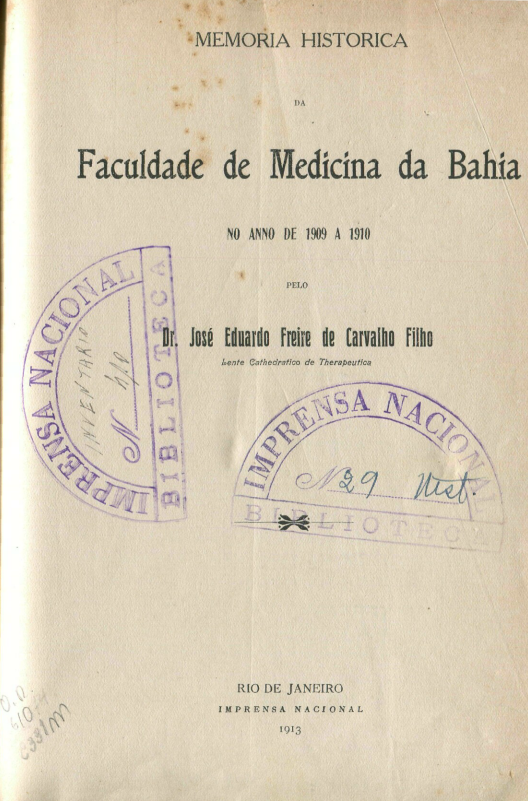 MEMORIA HISTORICA
DA
Faculdade de Medicina da Bahia
NO ANNO DE 1909 A 1910
PELO
Dr. José Eduardo Freire de Carvalho Filho
Lente Cathedratico de Therapeutica
IMPRENSA NACIONAL
INVENTARIO
N 410
BIBLIOTECA
IMPRENSA NACIONAL
N 29 Hist.
BIBLIOTECA
RIO DE JANEIRO
IMPRENSA NACIONAL
1913
C331m